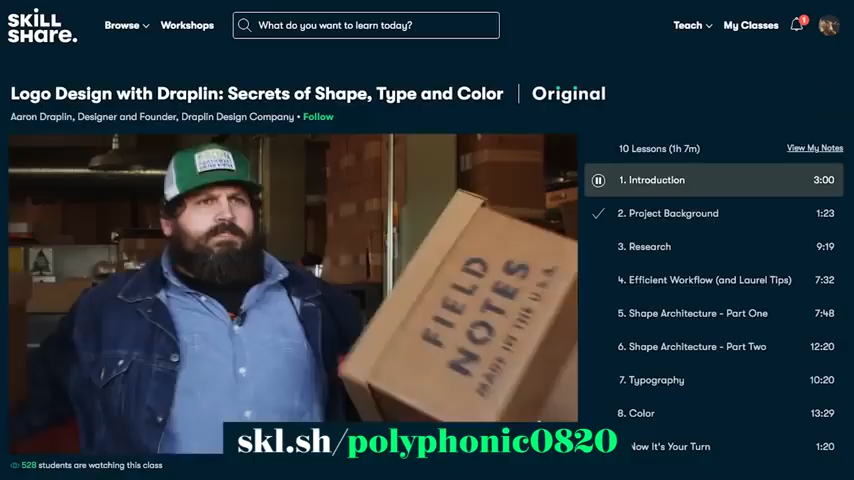 SKILL
SHare.
Browse
Workshops
What do you want to learn today?
Teach
My Classes
1
Logo Design with Draplin: Secrets of Shape, Type and Color
Original
Aaron Draplin, Designer and Founder, Draplin Design Company • Follow
10 Lessons (1h 7m)
View My Notes
1. Introduction 3:00
2. Project Background 1:23
3. Research 9:19
4. Efficient Workflow (and Laurel Tips) 7:32
5. Shape Architecture - Part One 7:48
6. Shape Architecture - Part Two 12:20
7. Typography 10:20
8. Color 13:29
Now It's Your Turn 1:20
FIELD
NOTES
MADE IN THE U.S.A.
skl.sh/polyphonic0820
528 students are watching this class